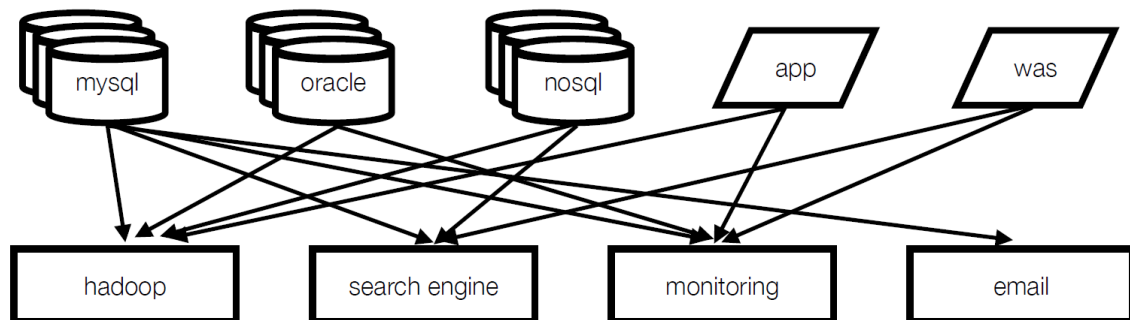 mysql
oracle
nosql
app
was
hadoop
search engine
monitoring
email